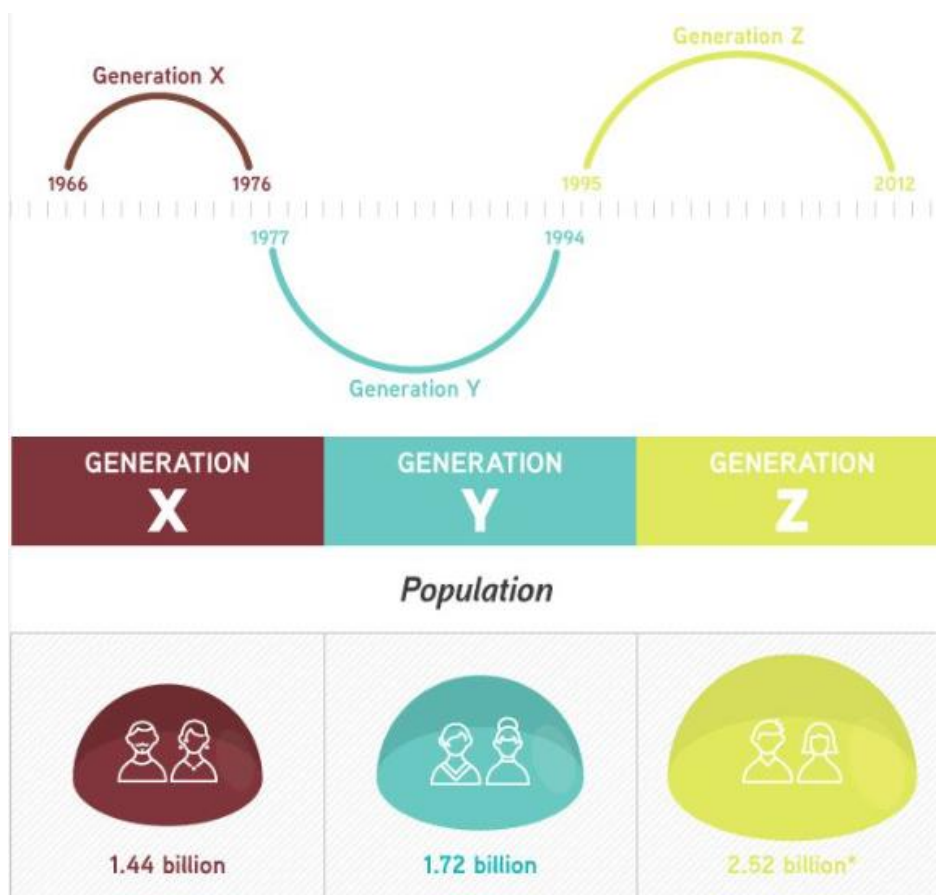 Generation Z
Generation X
1966
1976
1995
2012
1977
1994
Generation Y
GENERATION
X
GENERATION
Y
GENERATION
Z
Population
1.44 billion
1.72 billion
2.52 billion*